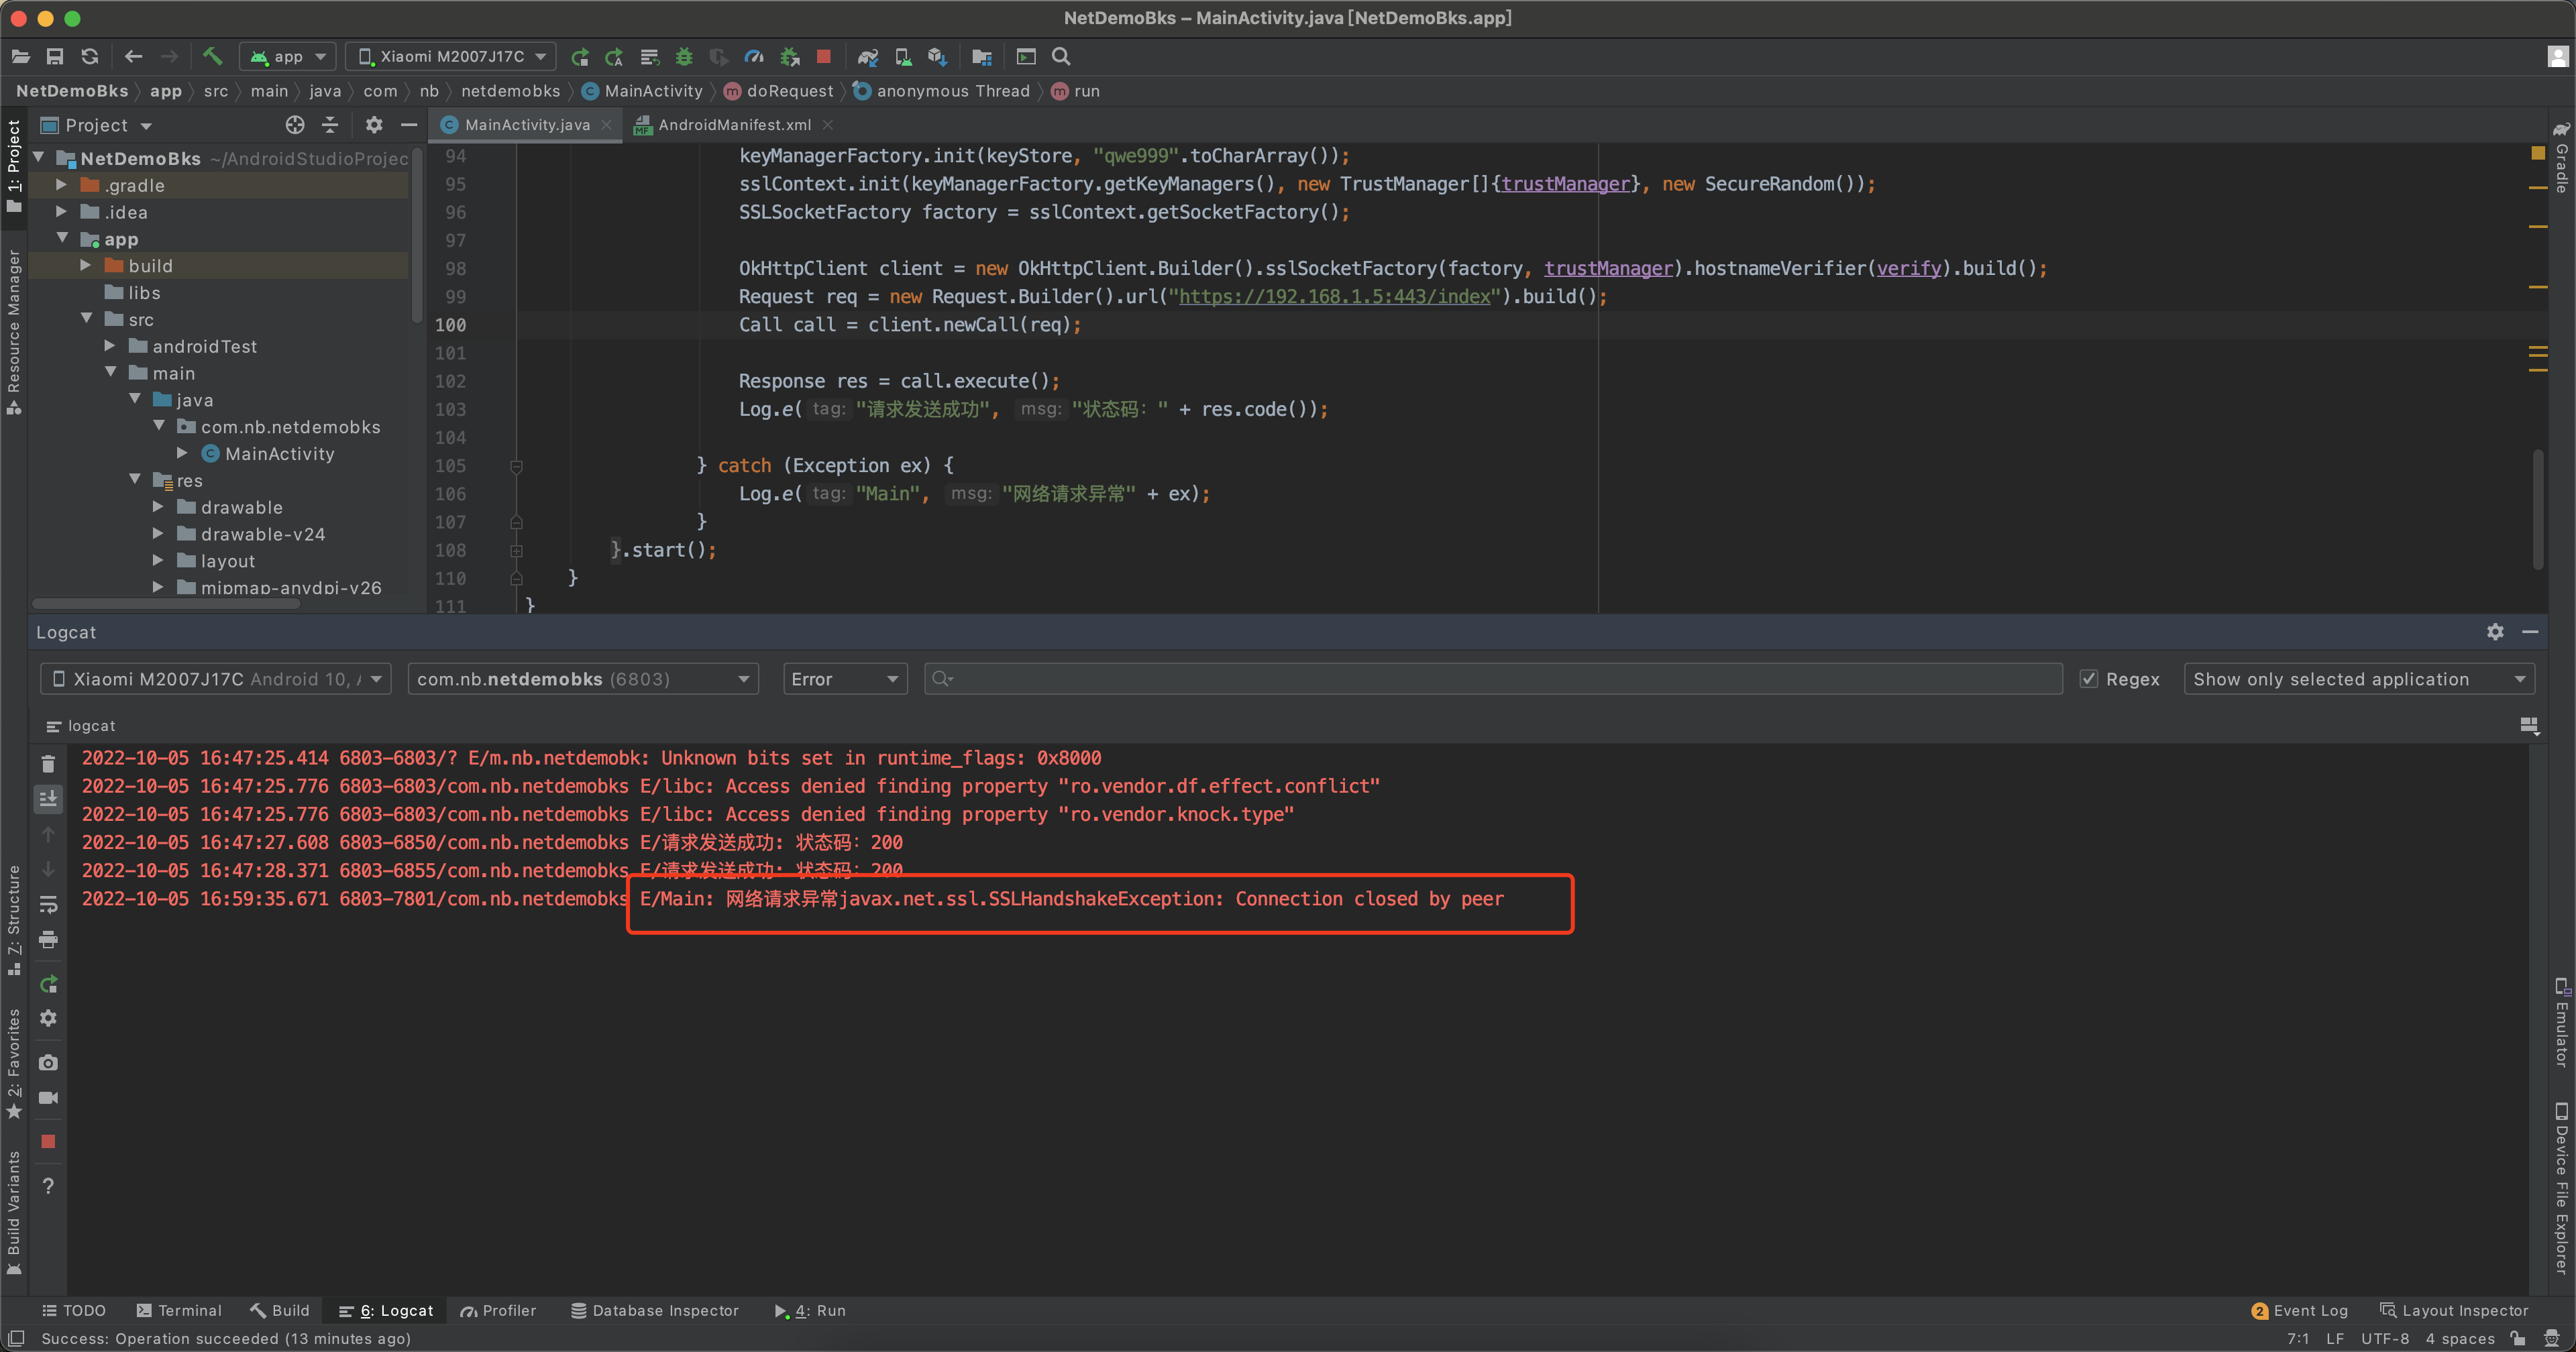 NetDemoBks – MainActivity.java [NetDemoBks.app]
app
Xiaomi M2007J17C
NetDemoBks app src main java com nb netdemobks MainActivity doRequest anonymous Thread run
Project
MainActivity.java
AndroidManifest.xml
1: Project
Resource Manager
Z: Structure
2: Favorites
Build Variants
NetDemoBks ~/AndroidStudioProjec
.gradle
.idea
app
build
libs
src
androidTest
main
java
com.nb.netdemobks
MainActivity
res
drawable
drawable-v24
layout
mipmap-anydpi-v26
94 keyManagerFactory.init(keyStore, "qwe999".toCharArray());
95 sslContext.init(keyManagerFactory.getKeyManagers(), new TrustManager[]{trustManager}, new SecureRandom());
96 SSLSocketFactory factory = sslContext.getSocketFactory();
97
98 OkHttpClient client = new OkHttpClient.Builder().sslSocketFactory(factory, trustManager).hostnameVerifier(verify).build();
99 Request req = new Request.Builder().url("https://192.168.1.5:443/index").build();
100 Call call = client.newCall(req);
101
102 Response res = call.execute();
103 Log.e( tag: "请求发送成功", msg: "状态码：" + res.code());
104
105 } catch (Exception ex) {
106 Log.e( tag: "Main", msg: "网络请求异常" + ex);
107 }
108 }.start();
110 }
111 }
Gradle
Emulator
Device File Explorer
Logcat
Xiaomi M2007J17C Android 10, A
com.nb.netdemobks (6803)
Error
Regex
Show only selected application
logcat
2022-10-05 16:47:25.414 6803-6803/? E/m.nb.netdemobk: Unknown bits set in runtime_flags: 0x8000
2022-10-05 16:47:25.776 6803-6803/com.nb.netdemobks E/libc: Access denied finding property "ro.vendor.df.effect.conflict"
2022-10-05 16:47:25.776 6803-6803/com.nb.netdemobks E/libc: Access denied finding property "ro.vendor.knock.type"
2022-10-05 16:47:27.608 6803-6850/com.nb.netdemobks E/请求发送成功: 状态码：200
2022-10-05 16:47:28.371 6803-6855/com.nb.netdemobks E/请求发送成功: 状态码：200
2022-10-05 16:59:35.671 6803-7801/com.nb.netdemobks E/Main: 网络请求异常javax.net.ssl.SSLHandshakeException: Connection closed by peer
TODO Terminal Build 6: Logcat Profiler Database Inspector 4: Run 2 Event Log Layout Inspector
Success: Operation succeeded (13 minutes ago) 7:1 LF UTF-8 4 spaces